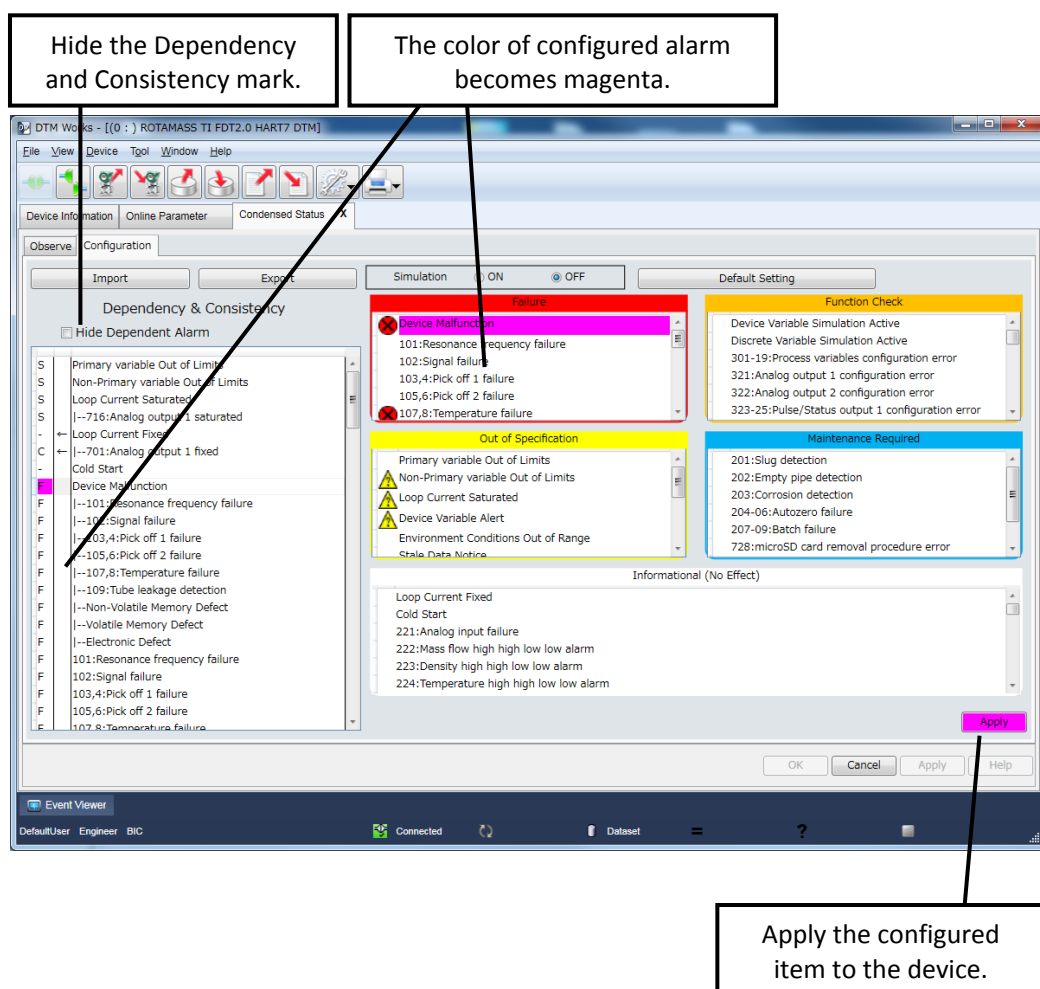 Hide the Dependency
and Consistency mark.
The color of configured alarm
becomes magenta.
DTM Works - [(0 : ) ROTAMASS TI FDT2.0 HART7 DTM]
File View Device Tool Window Help
Device Information Online Parameter Condensed Status X
Observe Configuration
Import Export Simulation ON OFF Default Setting
Dependency & Consistency
Hide Dependent Alarm
S Primary variable Out of Limits
S Non-Primary variable Out of Limits
S Loop Current Saturated
S |--716:Analog output 1 saturated
- ← Loop Current Fixed
C ← |--701:Analog output 1 fixed
- Cold Start
F Device Malfunction
F |--101:Resonance frequency failure
F |--102:Signal failure
F |--103,4:Pick off 1 failure
F |--105,6:Pick off 2 failure
F |--107,8:Temperature failure
F |--109:Tube leakage detection
F |--Non-Volatile Memory Defect
F |--Volatile Memory Defect
F |--Electronic Defect
F 101:Resonance frequency failure
F 102:Signal failure
F 103,4:Pick off 1 failure
F 105,6:Pick off 2 failure
F 107,8:Temperature failure
Failure
Device Malfunction
101:Resonance frequency failure
102:Signal failure
103,4:Pick off 1 failure
105,6:Pick off 2 failure
107,8:Temperature failure
Function Check
Device Variable Simulation Active
Discrete Variable Simulation Active
301-19:Process variables configuration error
321:Analog output 1 configuration error
322:Analog output 2 configuration error
323-25:Pulse/Status output 1 configuration error
Out of Specification
Primary variable Out of Limits
Non-Primary variable Out of Limits
Loop Current Saturated
Device Variable Alert
Environment Conditions Out of Range
Stale Data Notice
Maintenance Required
201:Slug detection
202:Empty pipe detection
203:Corrosion detection
204-06:Autozero failure
207-09:Batch failure
728:microSD card removal procedure error
Informational (No Effect)
Loop Current Fixed
Cold Start
221:Analog input failure
222:Mass flow high high low low alarm
223:Density high high low low alarm
224:Temperature high high low low alarm
Apply
OK Cancel Apply Help
Event Viewer
DefaultUser Engineer BIC Connected Dataset = ?
Apply the configured
item to the device.